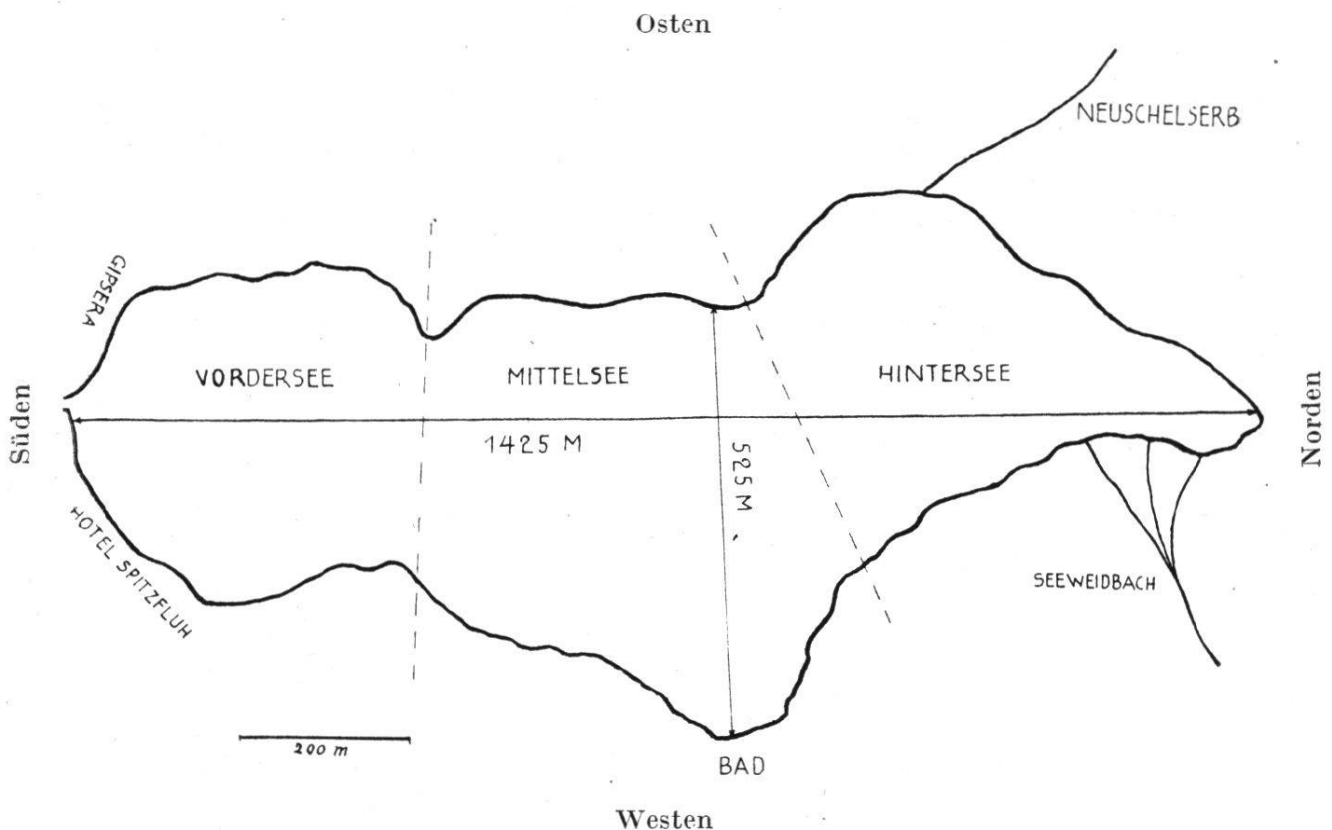 Osten
NEUSCHELSERB
GIPSERA
VORDERSEE
MITTELSEE
HINTERSEE
Süden
1425 M
525 M
Norden
HOTEL SPITZFLUH
SEEWEIDBACH
200 m
BAD
Westen